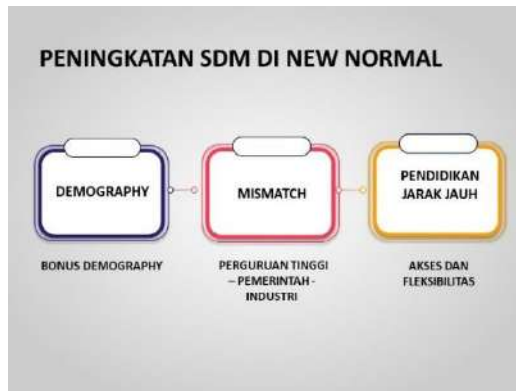 PENINGKATAN SDM DI NEW NORMAL
DEMOGRAPHY
MISMATCH
PENDIDIKAN
JARAK JAUH
BONUS DEMOGRAPHY
PERGURUAN TINGGI
– PEMERINTAH -
INDUSTRI
AKSES DAN
FLEKSIBILITAS